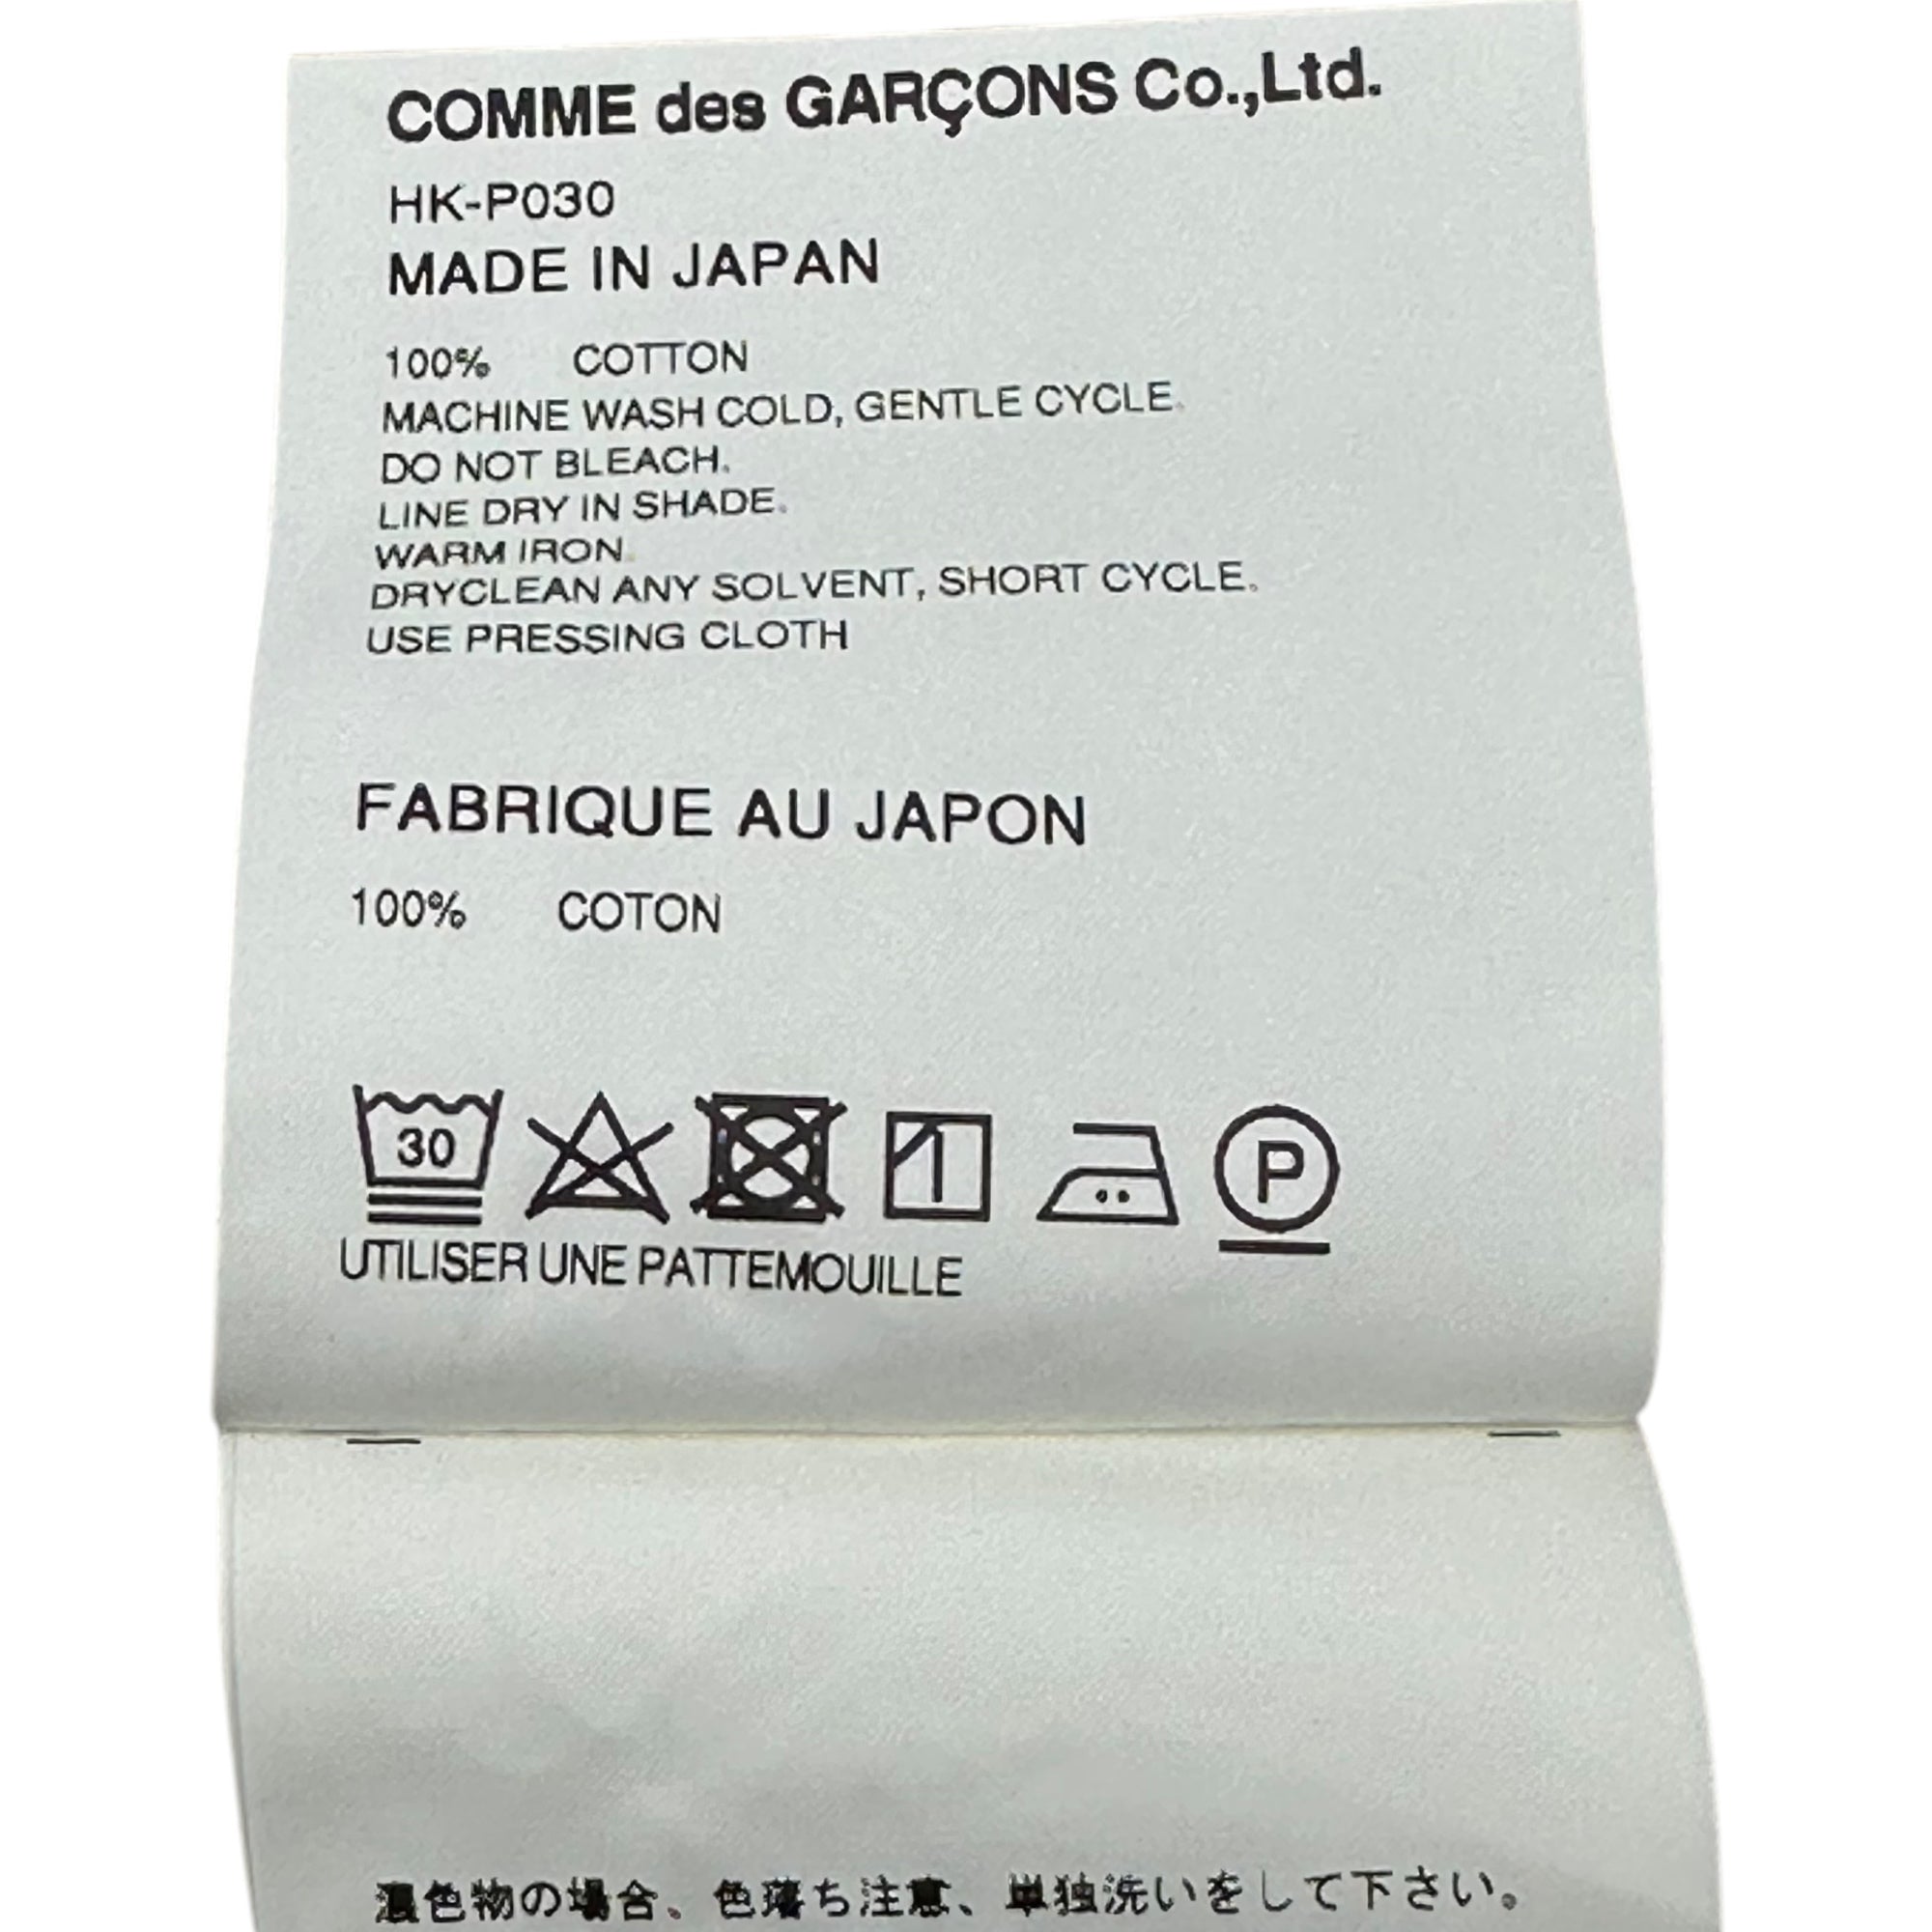 COMME des GARÇONS Co.,Ltd.
HK-P030
MADE IN JAPAN
100% COTTON
MACHINE WASH COLD, GENTLE CYCLE.
DO NOT BLEACH.
LINE DRY IN SHADE.
WARM IRON.
DRYCLEAN ANY SOLVENT, SHORT CYCLE.
USE PRESSING CLOTH
FABRIQUE AU JAPON
100% COTON
30 P
UTILISER UNE PATTEMOUILLE
濃色物の場合、色落ち注意、単独洗いをして下さい。